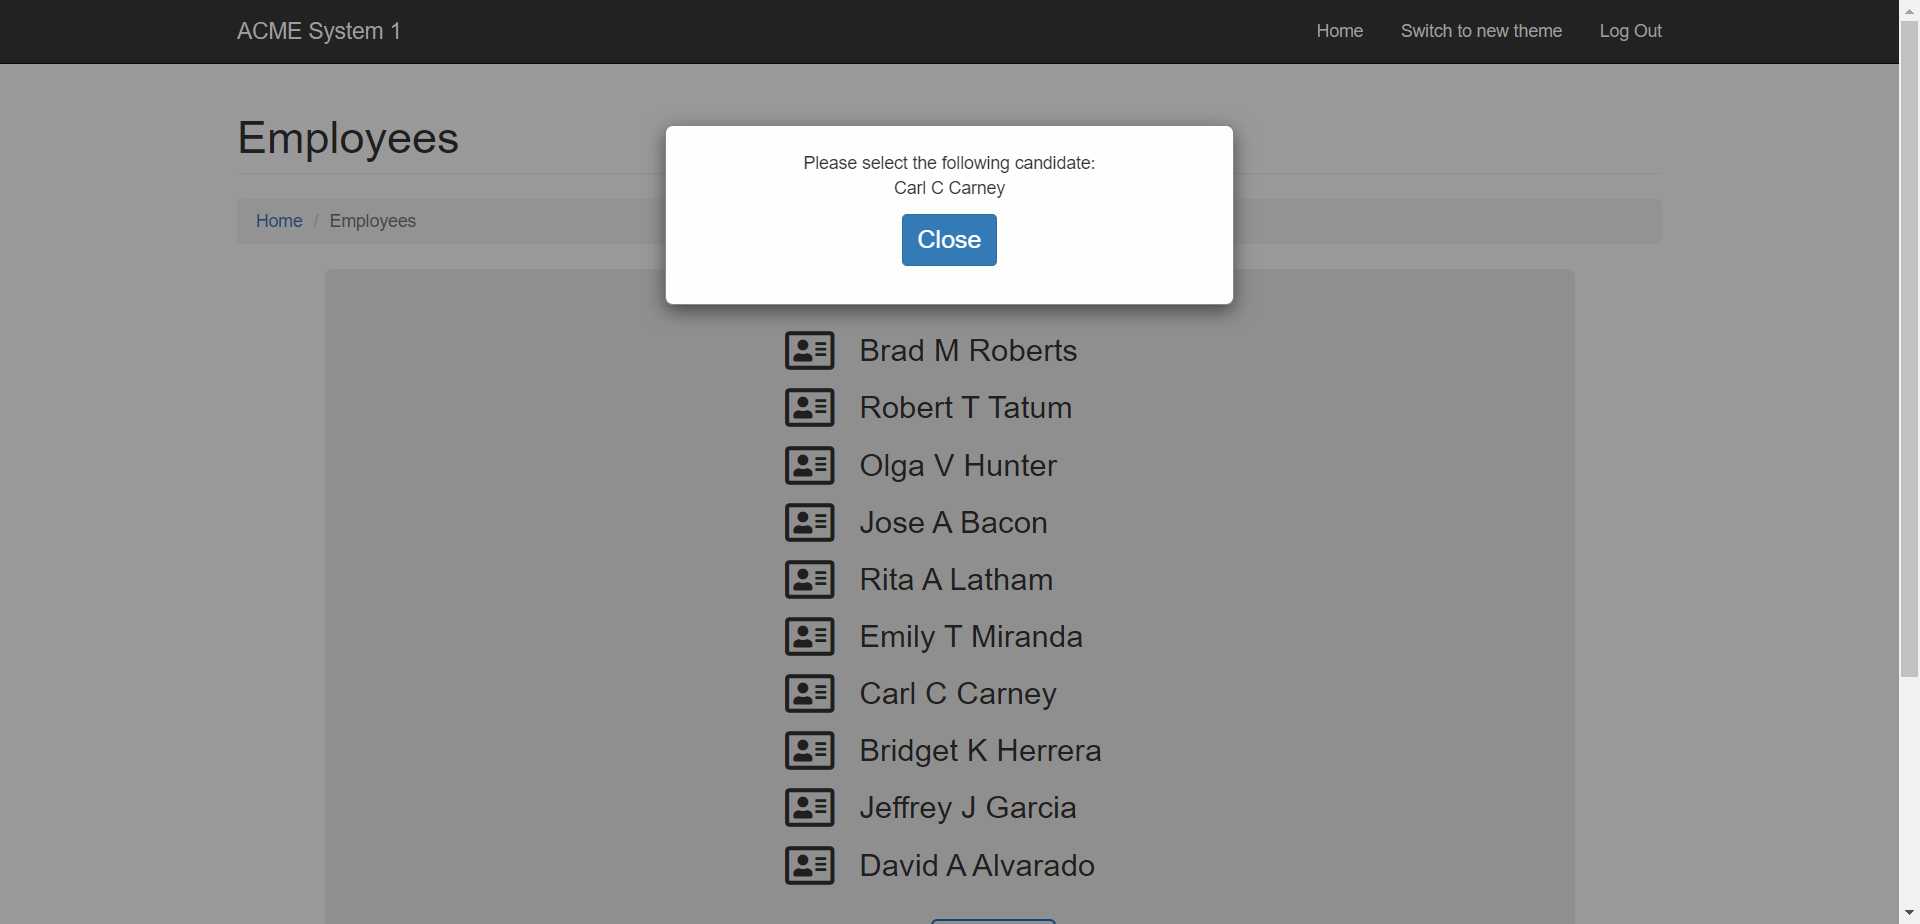 ACME System 1
Home
Switch to new theme
Log Out
Employees
Please select the following candidate:
Carl C Carney
Close
Home / Employees
Brad M Roberts
Robert T Tatum
Olga V Hunter
Jose A Bacon
Rita A Latham
Emily T Miranda
Carl C Carney
Bridget K Herrera
Jeffrey J Garcia
David A Alvarado